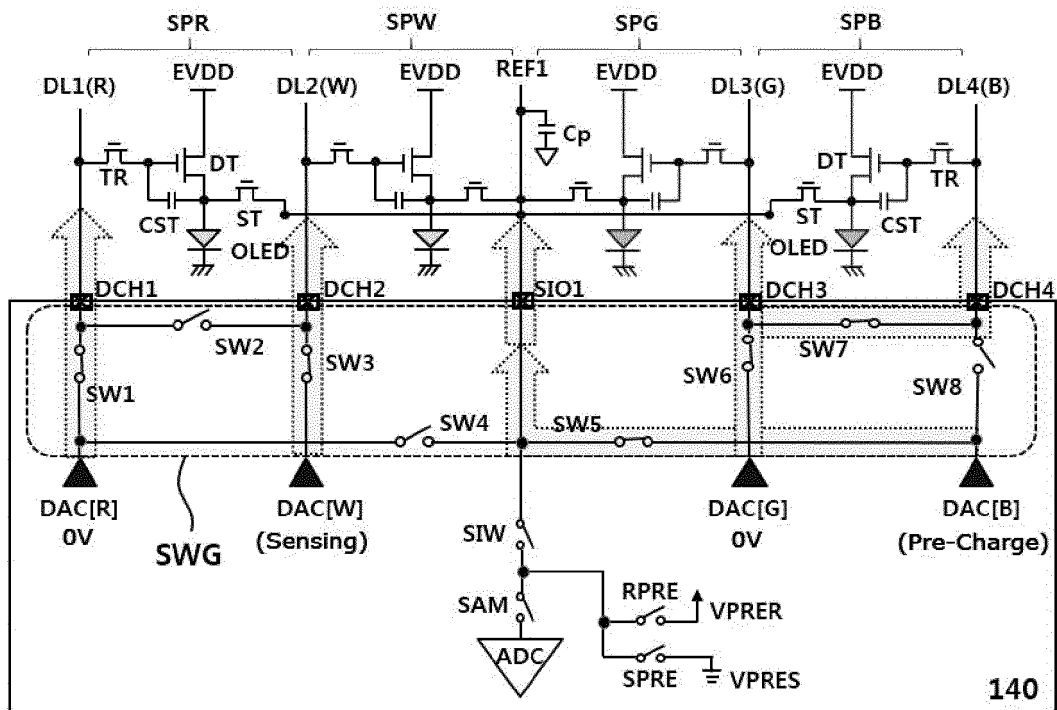 SPR SPW SPG SPB
DL1(R) EVDD DL2(W) EVDD REF1 EVDD DL3(G) EVDD DL4(B)
Cp
TR DT DT TR
CST ST ST CST
OLED OLED
DCH1 DCH2 SIO1 DCH3 DCH4
SW2 SW7
SW1 SW3 SW6 SW8
SW4 SW5
DAC[R] DAC[W] DAC[G] DAC[B]
0V (Sensing) 0V (Pre-Charge)
SWG
SIW
SAM RPRE VPRER
ADC
SPRE VPRES
140